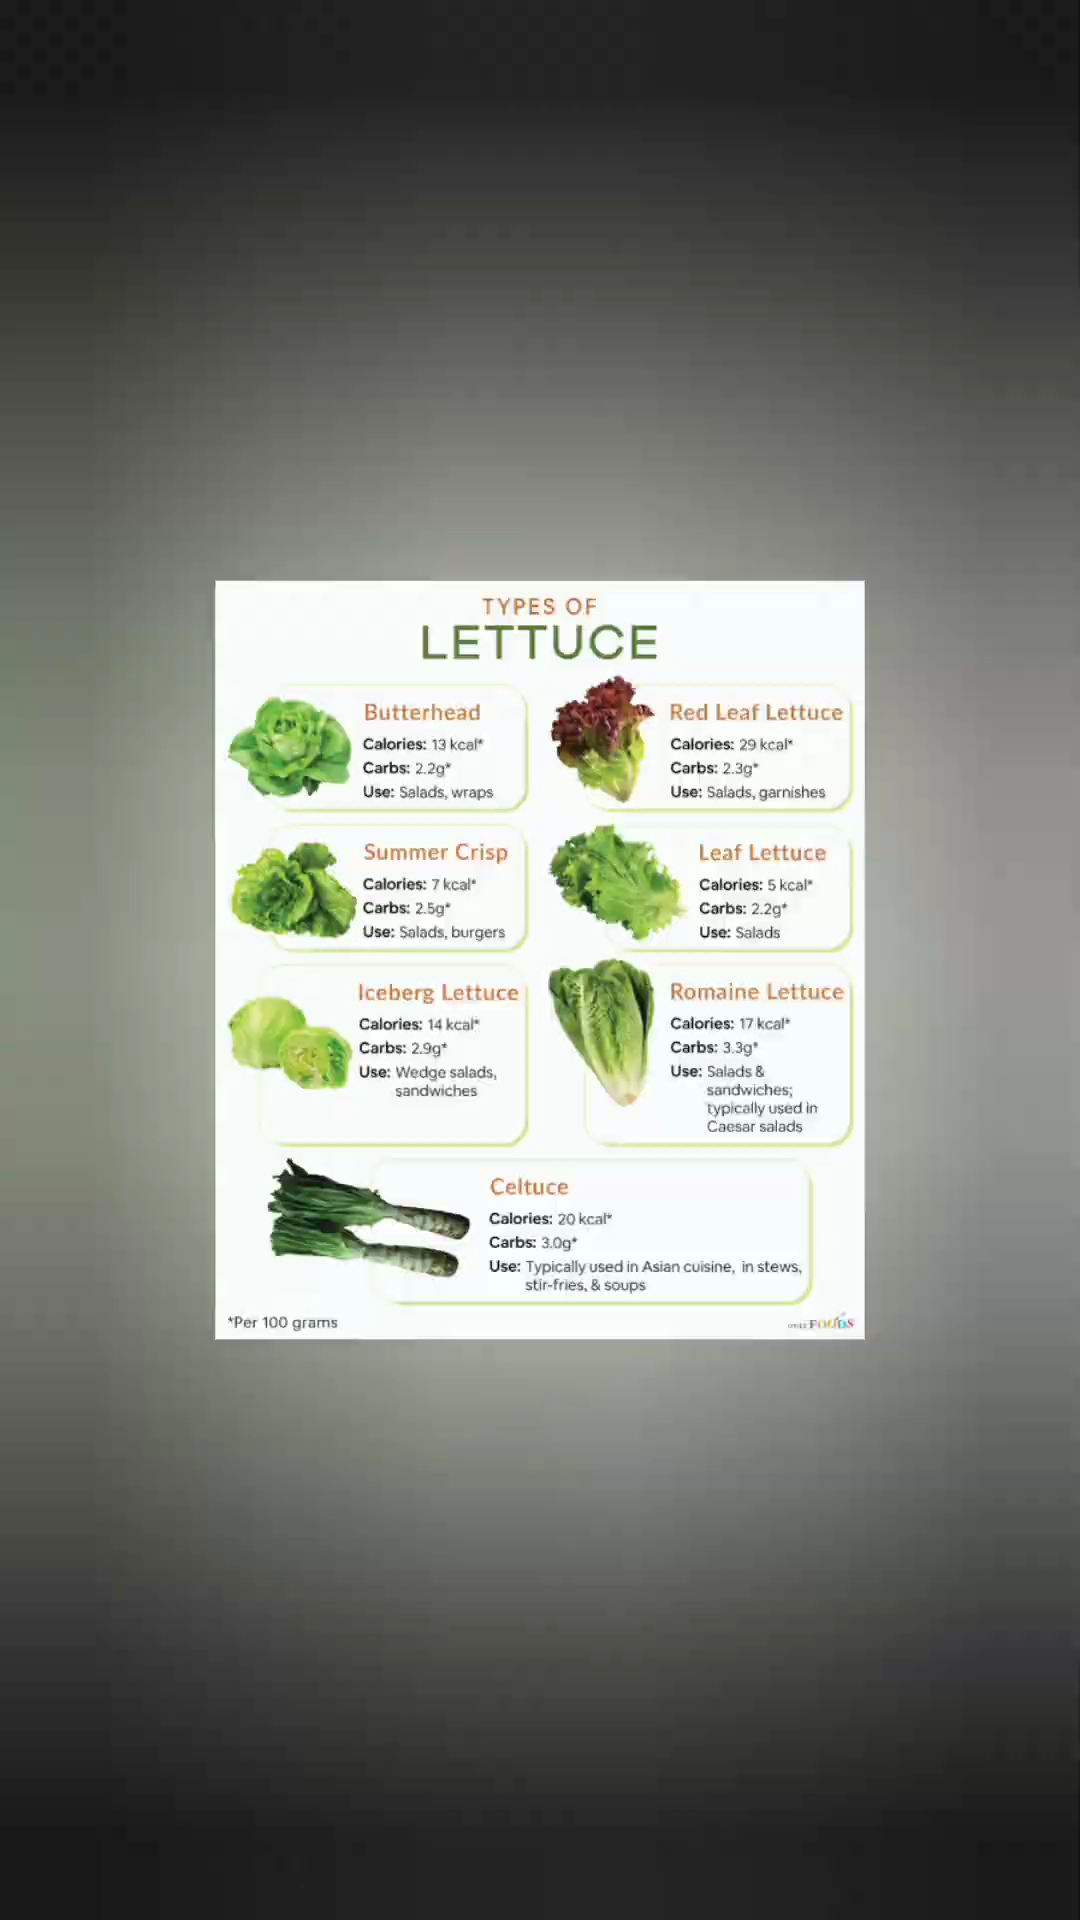 TYPES OF
LETTUCE
Butterhead
Calories: 13 kcal*
Carbs: 2.2g*
Use: Salads, wraps
Red Leaf Lettuce
Calories: 29 kcal*
Carbs: 2.3g*
Use: Salads, garnishes
Summer Crisp
Calories: 7 kcal*
Carbs: 2.5g*
Use: Salads, burgers
Leaf Lettuce
Calories: 5 kcal*
Carbs: 2.2g*
Use: Salads
Iceberg Lettuce
Calories: 14 kcal*
Carbs: 2.9g*
Use: Wedge salads,
sandwiches
Romaine Lettuce
Calories: 17 kcal*
Carbs: 3.3g*
Use: Salads &
sandwiches;
typically used in
Caesar salads
Celtuce
Calories: 20 kcal*
Carbs: 3.0g*
Use: Typically used in Asian cuisine, in stews,
stir-fries, & soups
*Per 100 grams
FOODS